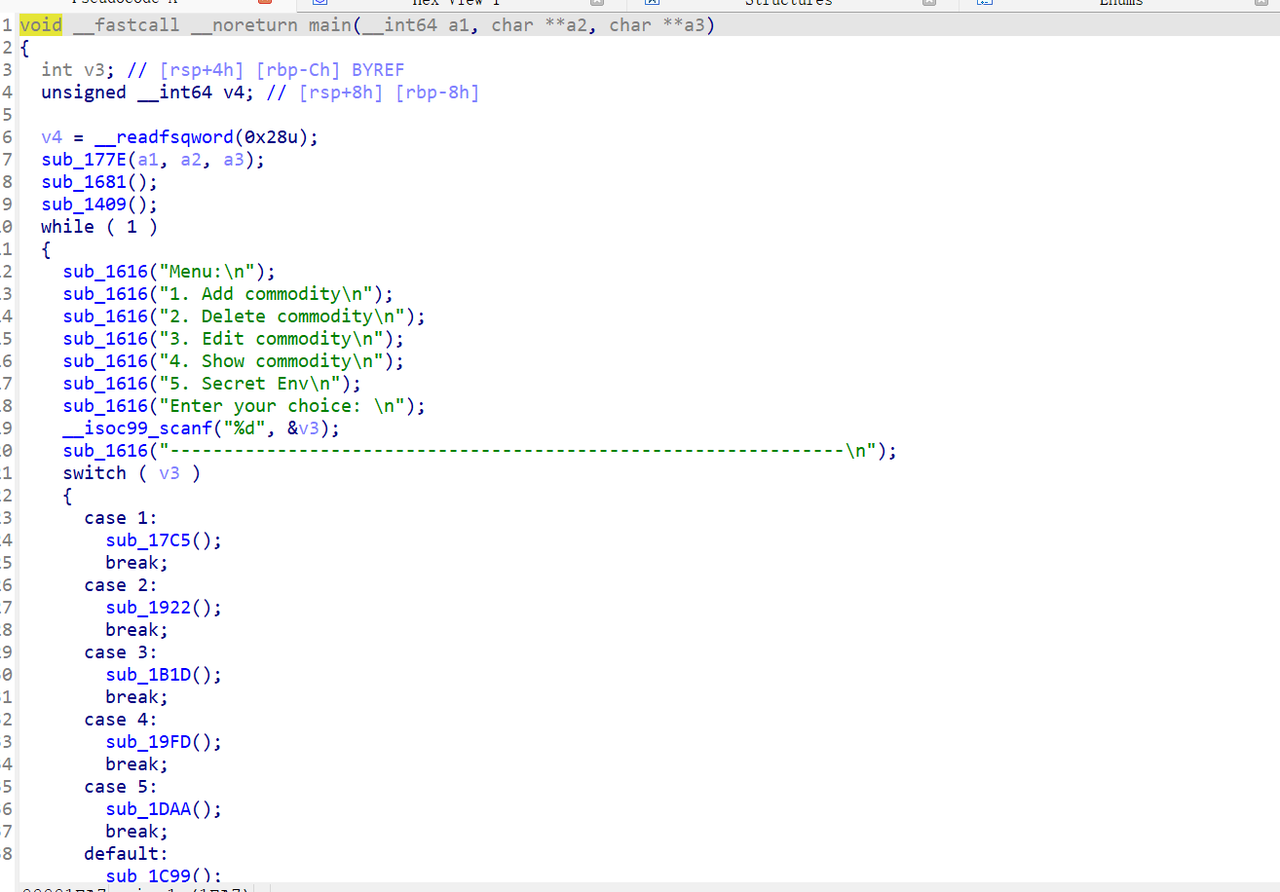 Pseudocode-A Hex View-1 Structures Enums
1 void __fastcall __noreturn main(__int64 a1, char **a2, char **a3)
2 {
3 int v3; // [rsp+4h] [rbp-Ch] BYREF
4 unsigned __int64 v4; // [rsp+8h] [rbp-8h]
5
6 v4 = __readfsqword(0x28u);
7 sub_177E(a1, a2, a3);
8 sub_1681();
9 sub_1409();
0 while ( 1 )
1 {
2 sub_1616("Menu:\n");
3 sub_1616("1. Add commodity\n");
4 sub_1616("2. Delete commodity\n");
5 sub_1616("3. Edit commodity\n");
6 sub_1616("4. Show commodity\n");
7 sub_1616("5. Secret Env\n");
8 sub_1616("Enter your choice: \n");
9 __isoc99_scanf("%d", &v3);
0 sub_1616("---------------------------------------------------------------\n");
1 switch ( v3 )
2 {
3 case 1:
4 sub_17C5();
5 break;
6 case 2:
7 sub_1922();
8 break;
9 case 3:
0 sub_1B1D();
1 break;
2 case 4:
3 sub_19FD();
4 break;
5 case 5:
6 sub_1DAA();
7 break;
8 default:
sub_1C99();